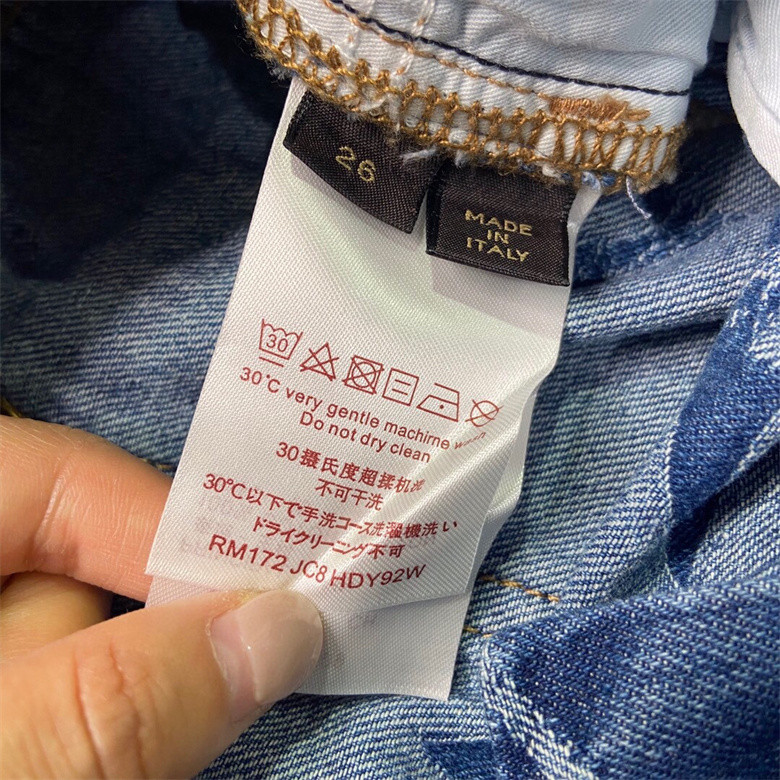 26
MADE
IN
ITALY
30
30℃ very gentle machine wash
Do not dry clean
30摄氏度超揉机洗
不可干洗
30℃以下で手洗コース洗濯機洗い
ドライクリーニング不可
RM172 JC8 HDY92W